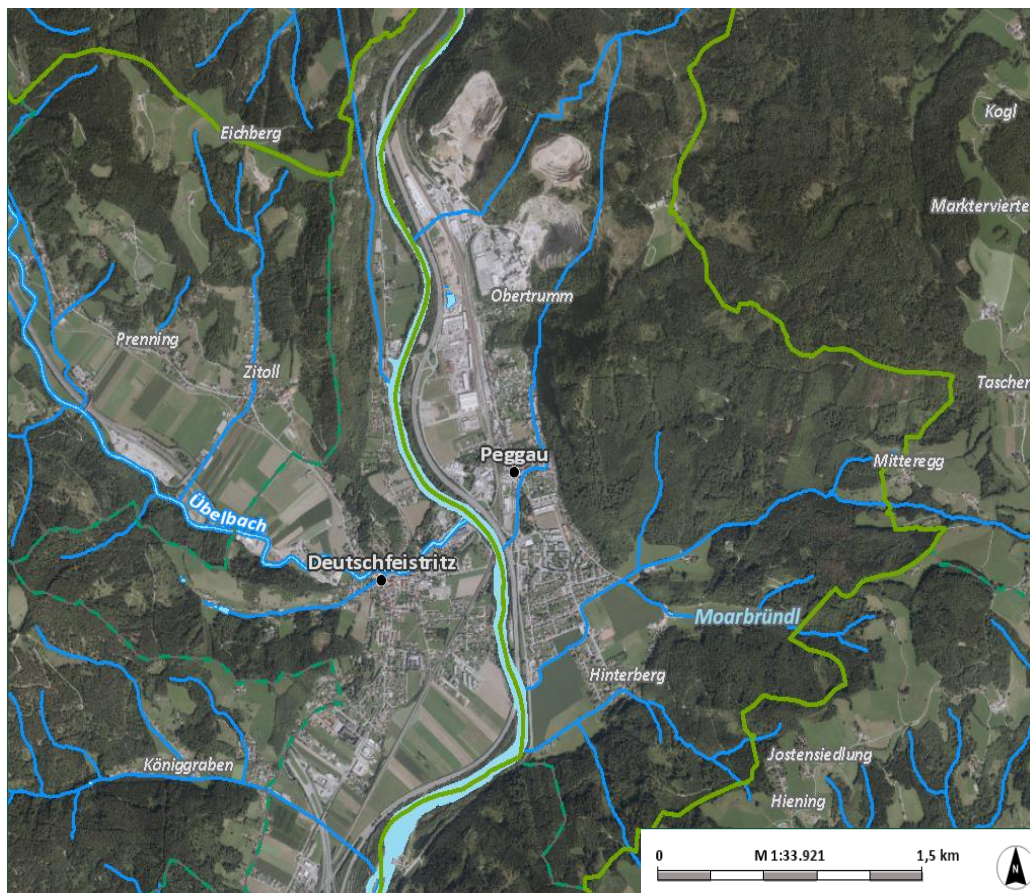 Kogl
Eichberg
Marktervierte
Obertrumm
Prenning
Zitoll
Taschen
Peggau
Mitteregg
Übelbach
Deutschfeistritz
Moarbründl
Hinterberg
Königgraben
Jostensiedlung
Hiening
0 M 1:33.921 1,5 km
N